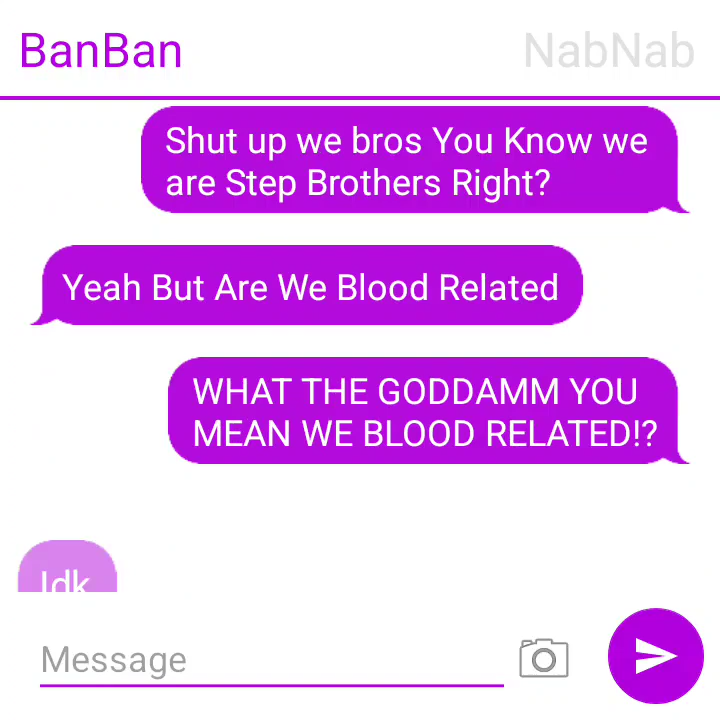 BanBan
NabNab
Shut up we bros You Know we
are Step Brothers Right?
Yeah But Are We Blood Related
WHAT THE GODDAMM YOU
MEAN WE BLOOD RELATED!?
Idk
Message